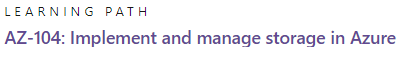 LEARNING PATH
AZ-104: Implement and manage storage in Azure